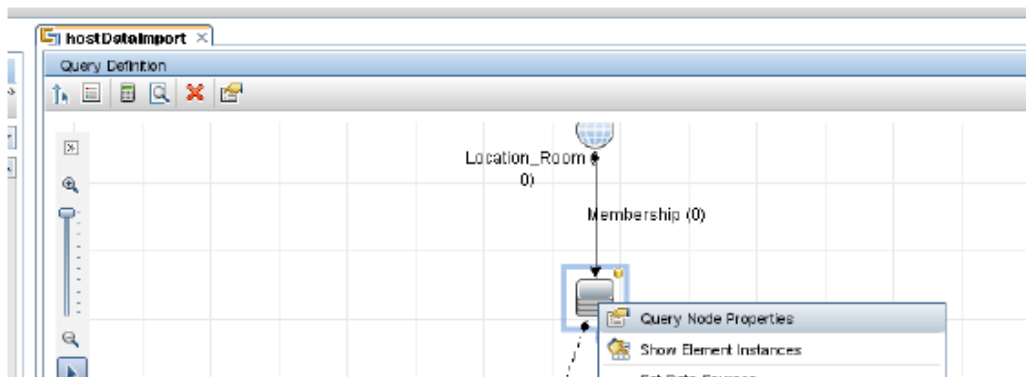 hostDataImport
Query Definition
Location_Room
0)
Membership (0)
Query Node Properties
Show Element Instances